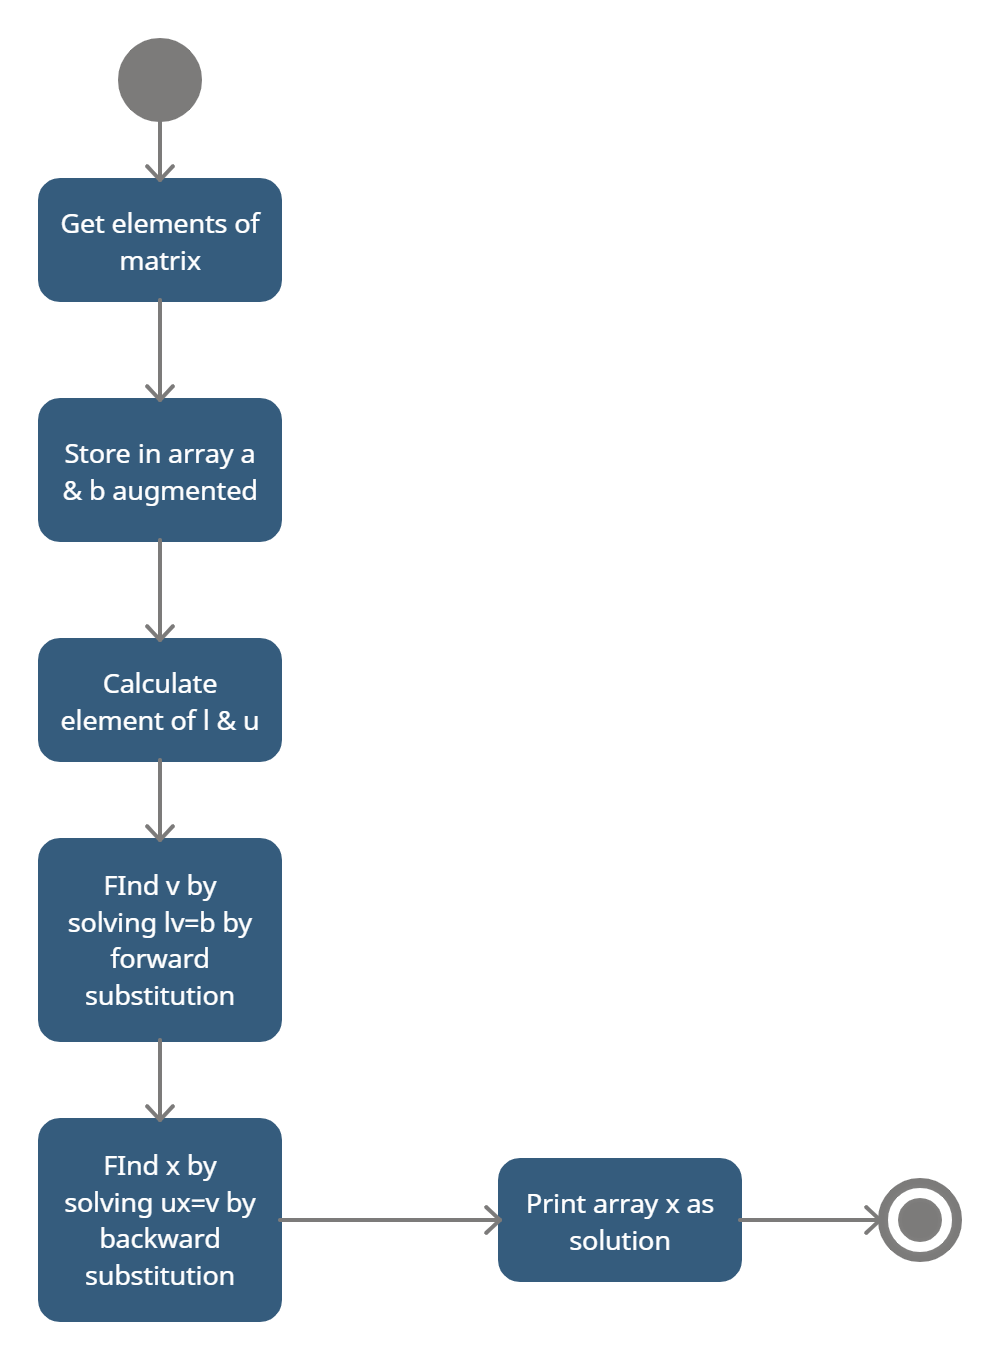 Get elements of
matrix
Store in array a
& b augmented
Calculate
element of l & u
FInd v by
solving lv=b by
forward
substitution
FInd x by
solving ux=v by
backward
substitution
Print array x as
solution